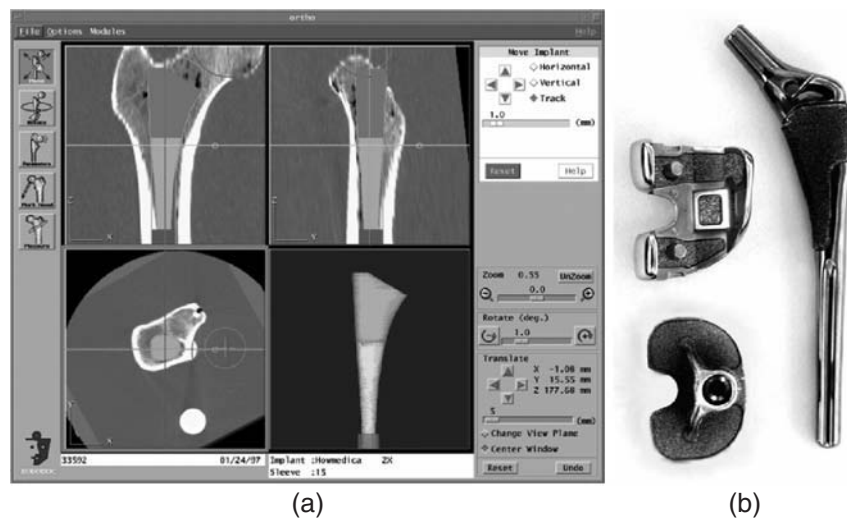 ortho
File Options Modules
Help
Move Implant
Horizontal
Vertical
Track
1.0
(mm)
Reset
Help
Z
X
Z
Y
X
Zoom 0.55 UnZoom
0.0
Rotate (deg.)
1.0
Translate
X -1.08 mm
Y 15.55 mm
Z 177.60 mm
5
(mm)
Change View Plane
Center Window
Reset
Undo
33592
01/24/97
Implant :Howmedica 2X
Sleeve :15
(a)
(b)